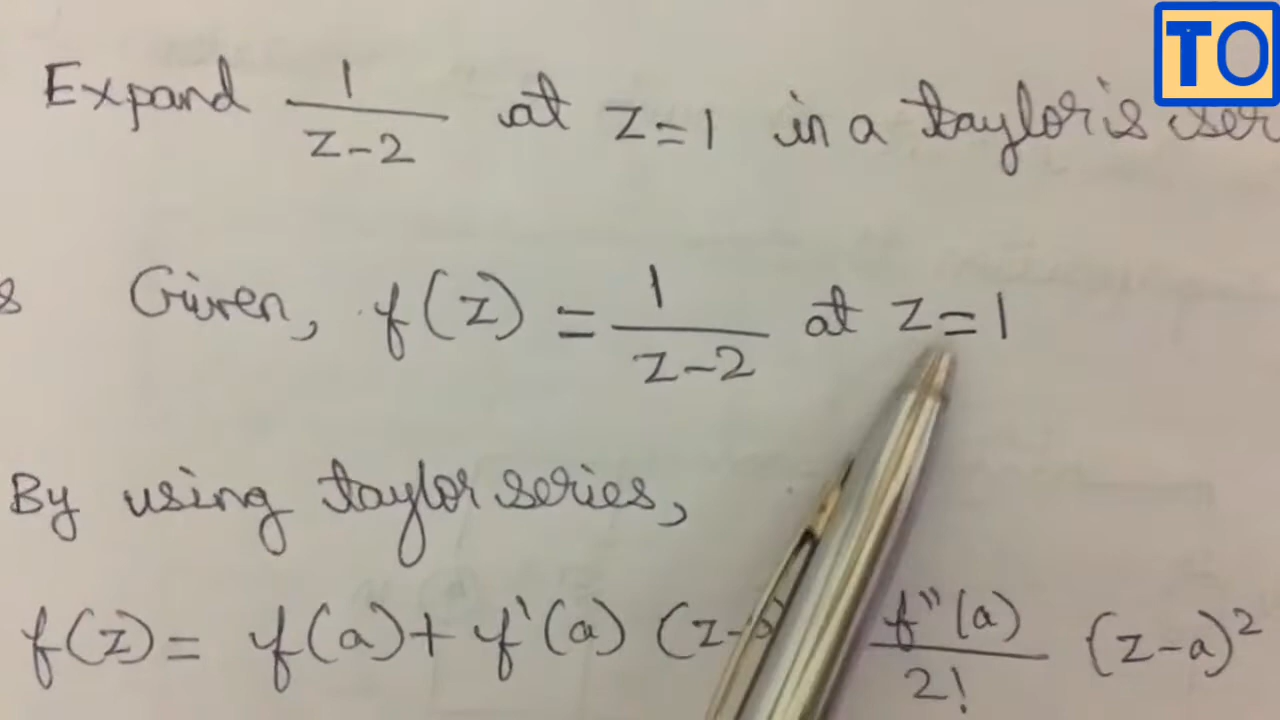 TO
Expand 1/(z-2) at z=1 in a taylor's ser
s Given, f(z) = 1/(z-2) at z=1
By using taylor series,
f(z) = f(a) + f'(a) (z- f''(a)/2! (z-a)²